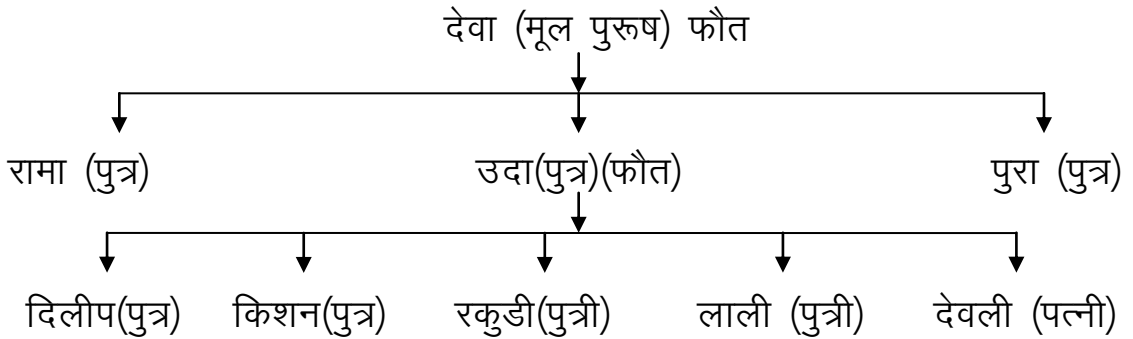 देवा (मूल पुरूष) फौत
रामा (पुत्र) उदा(पुत्र)(फौत) पुरा (पुत्र)
दिलीप(पुत्र) किशन(पुत्र) रकुडी(पुत्री) लाली (पुत्री) देवली (पत्नी)